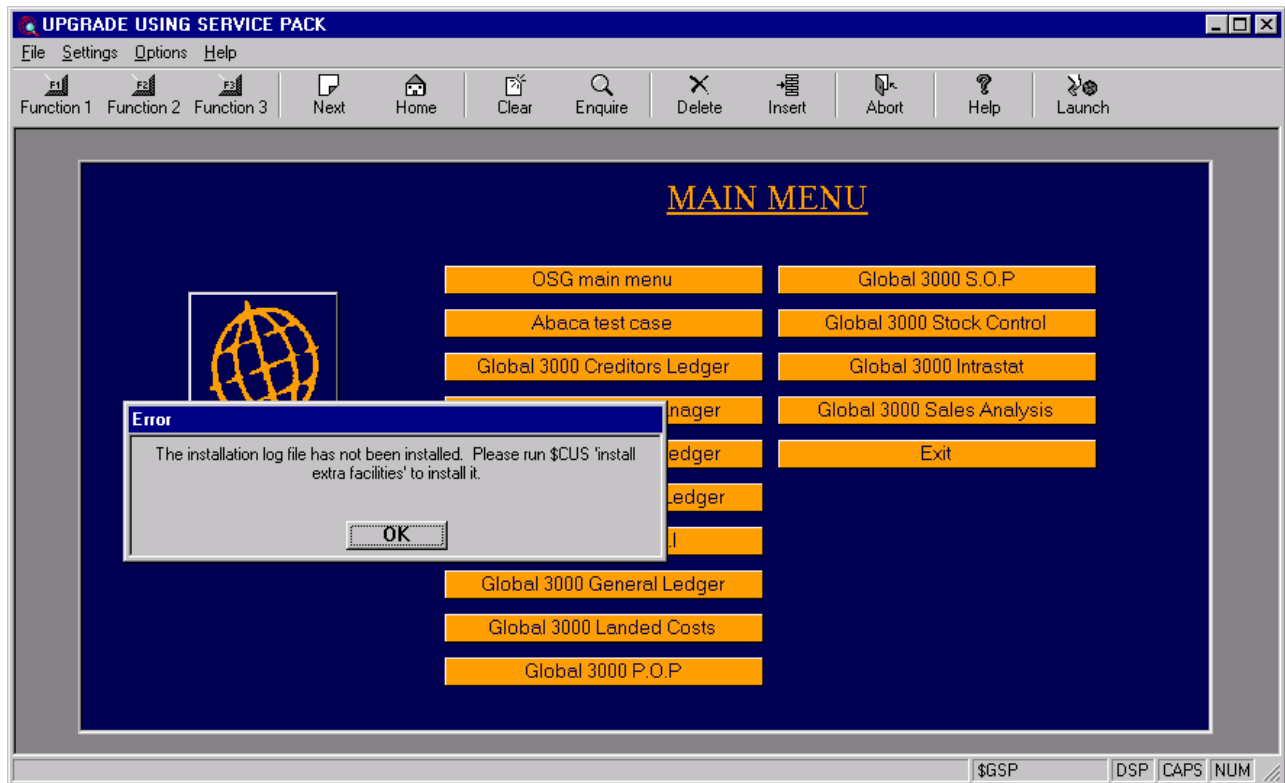 UPGRADE USING SERVICE PACK
File Settings Options Help
F1 F2 F3
Function 1 Function 2 Function 3 Next Home Clear Enquire Delete Insert Abort Help Launch
MAIN MENU
OSG main menu
Global 3000 S.O.P
Abaca test case
Global 3000 Stock Control
Global 3000 Creditors Ledger
Global 3000 Intrastat
Global 3000 Sales Analysis
Exit
Error
The installation log file has not been installed. Please run $CUS 'install
extra facilities' to install it.
OK
Global 3000 General Ledger
Global 3000 Landed Costs
Global 3000 P.O.P
$GSP DSP CAPS NUM